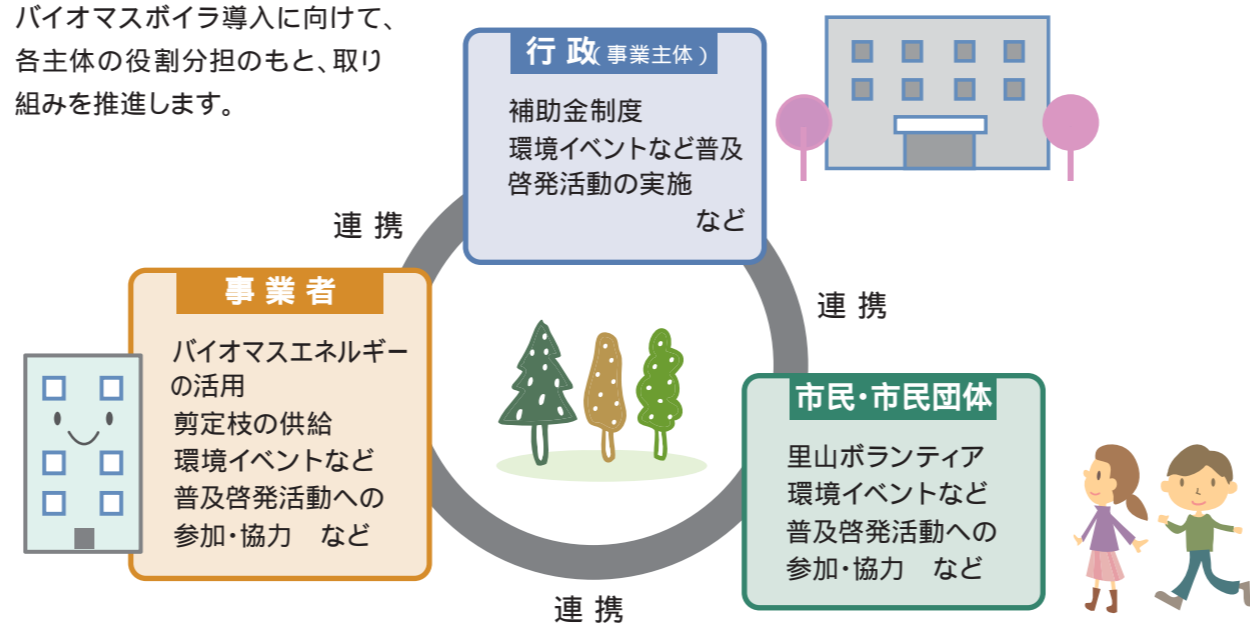 バイオマスボイラ導入に向けて、
各主体の役割分担のもと、取り
組みを推進します。
行政(事業主体)
補助金制度
環境イベントなど普及
啓発活動の実施
など
連携
連携
事業者
バイオマスエネルギー
の活用
剪定枝の供給
環境イベントなど
普及啓発活動への
参加・協力　など
市民・市民団体
里山ボランティア
環境イベントなど
普及啓発活動への
参加・協力　など
連携